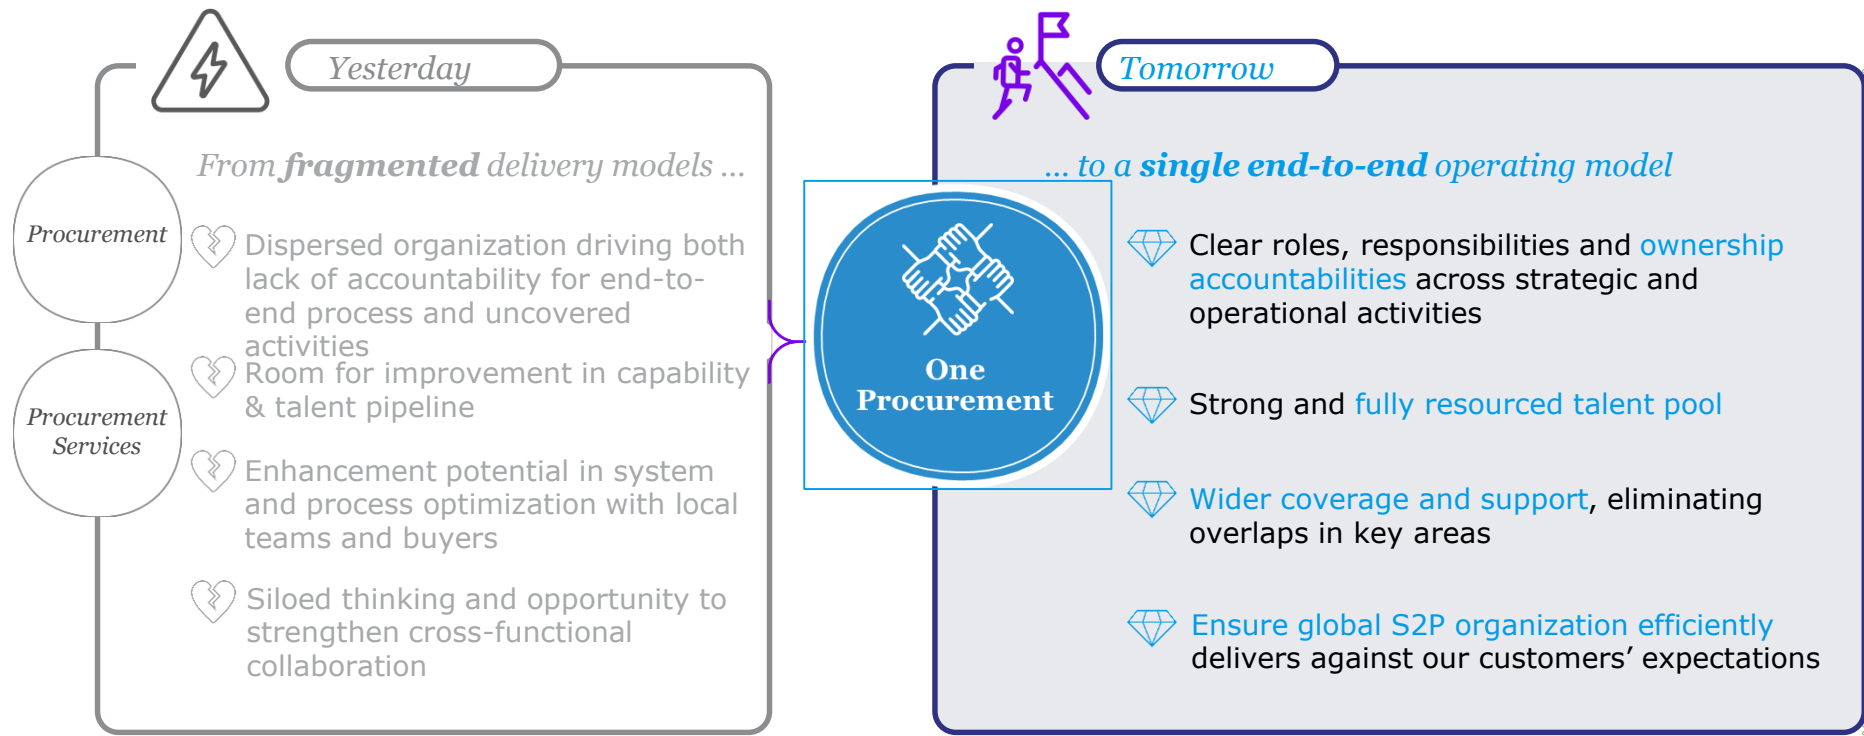 Yesterday
From fragmented delivery models ...
Procurement
Procurement
Services
Dispersed organization driving both
lack of accountability for end-to-
end process and uncovered
activities
Room for improvement in capability
& talent pipeline
Enhancement potential in system
and process optimization with local
teams and buyers
Siloed thinking and opportunity to
strengthen cross-functional
collaboration
One
Procurement
Tomorrow
... to a single end-to-end operating model
Clear roles, responsibilities and ownership
accountabilities across strategic and
operational activities
Strong and fully resourced talent pool
Wider coverage and support, eliminating
overlaps in key areas
Ensure global S2P organization efficiently
delivers against our customers’ expectations